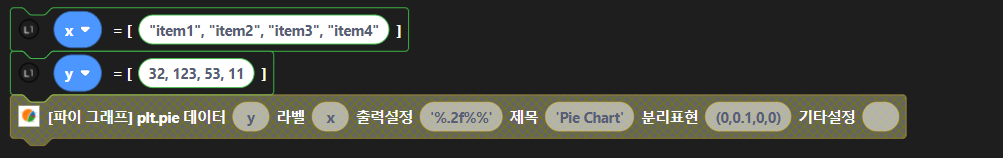 L1 x = [ "item1", "item2", "item3", "item4" ]
L1 y = [ 32, 123, 53, 11 ]
[파이 그래프] plt.pie 데이터 y 라벨 x 출력설정 '%.2f%%' 제목 'Pie Chart' 분리표현 (0,0.1,0,0) 기타설정